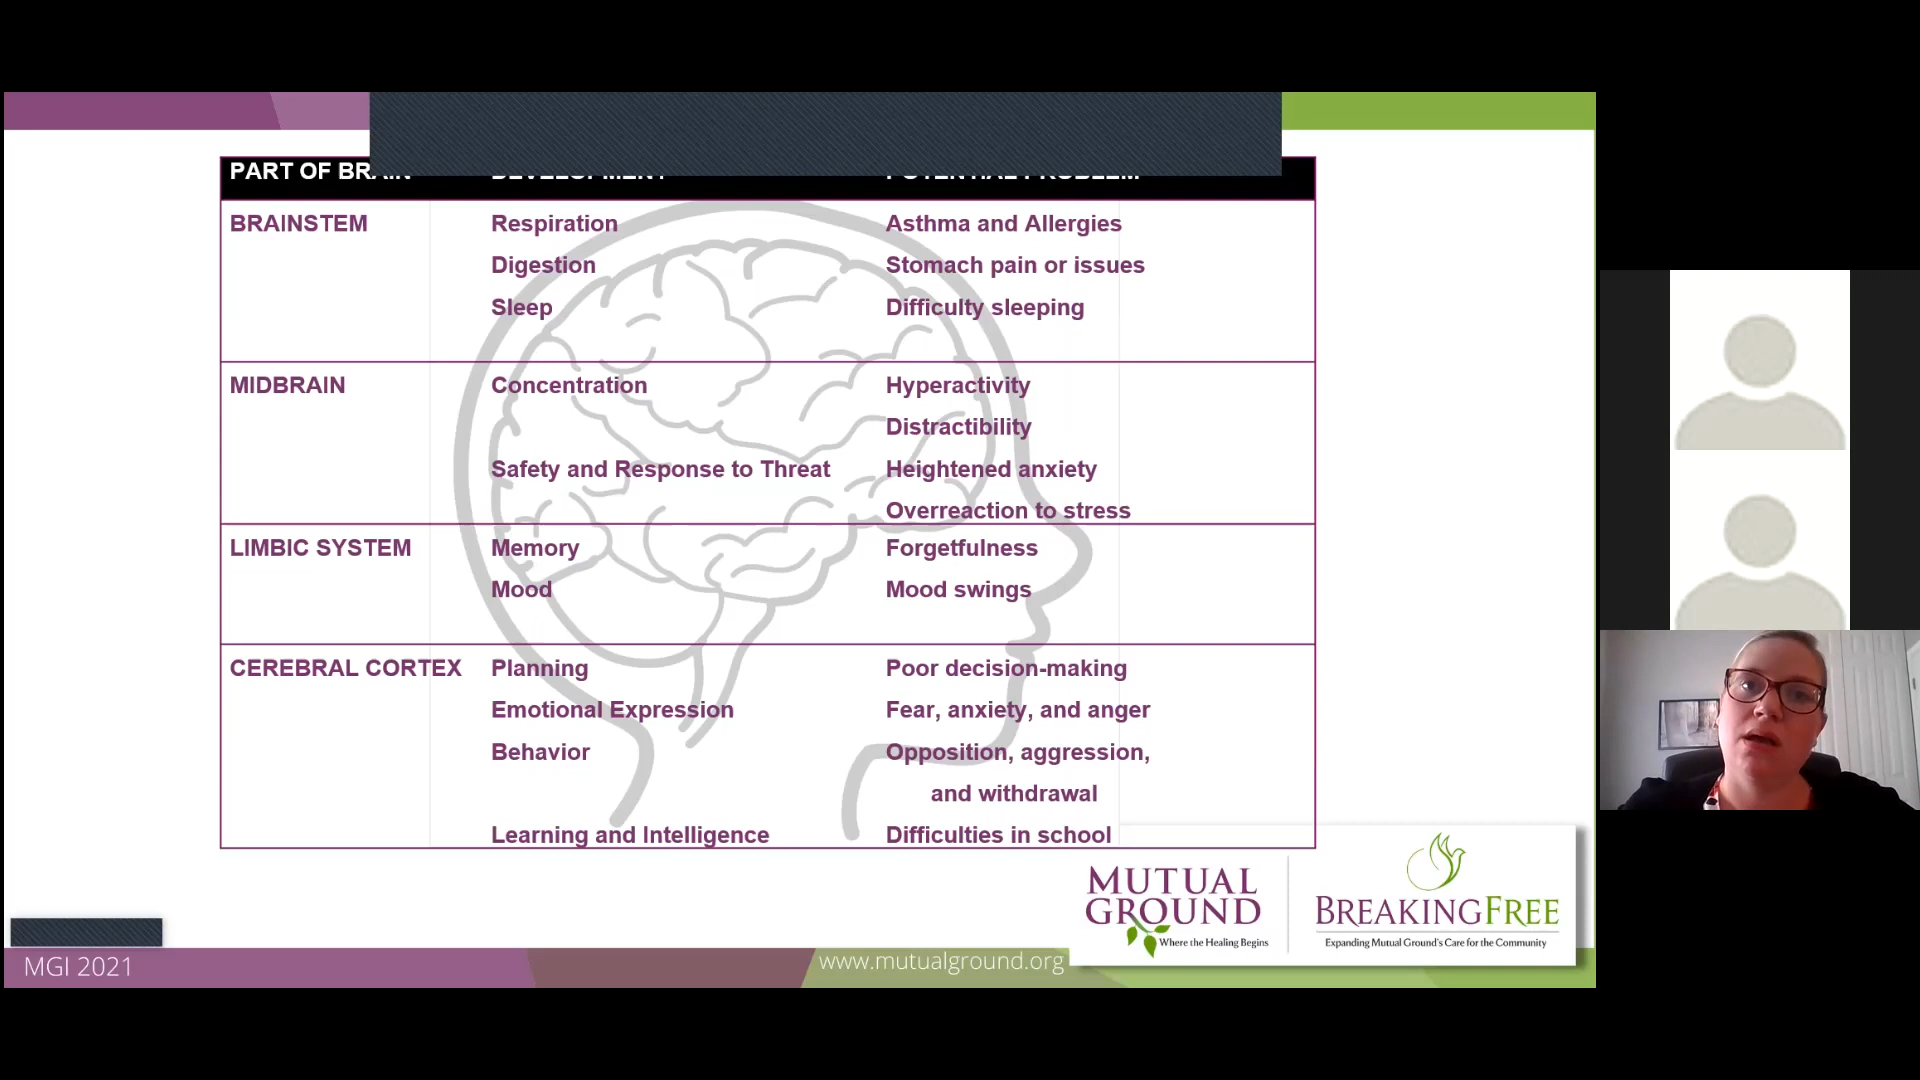 PART OF BRAIN DEVELOPMENT POTENTIAL PROBLEM
BRAINSTEM Respiration Asthma and Allergies
Digestion Stomach pain or issues
Sleep Difficulty sleeping
MIDBRAIN Concentration Hyperactivity
Distractibility
Safety and Response to Threat Heightened anxiety
Overreaction to stress
LIMBIC SYSTEM Memory Forgetfulness
Mood Mood swings
CEREBRAL CORTEX Planning Poor decision-making
Emotional Expression Fear, anxiety, and anger
Behavior Opposition, aggression,
and withdrawal
Learning and Intelligence Difficulties in school
MUTUAL
GROUND
Where the Healing Begins
BREAKINGFREE
Expanding Mutual Ground's Care for the Community
MGI 2021
www.mutualground.org